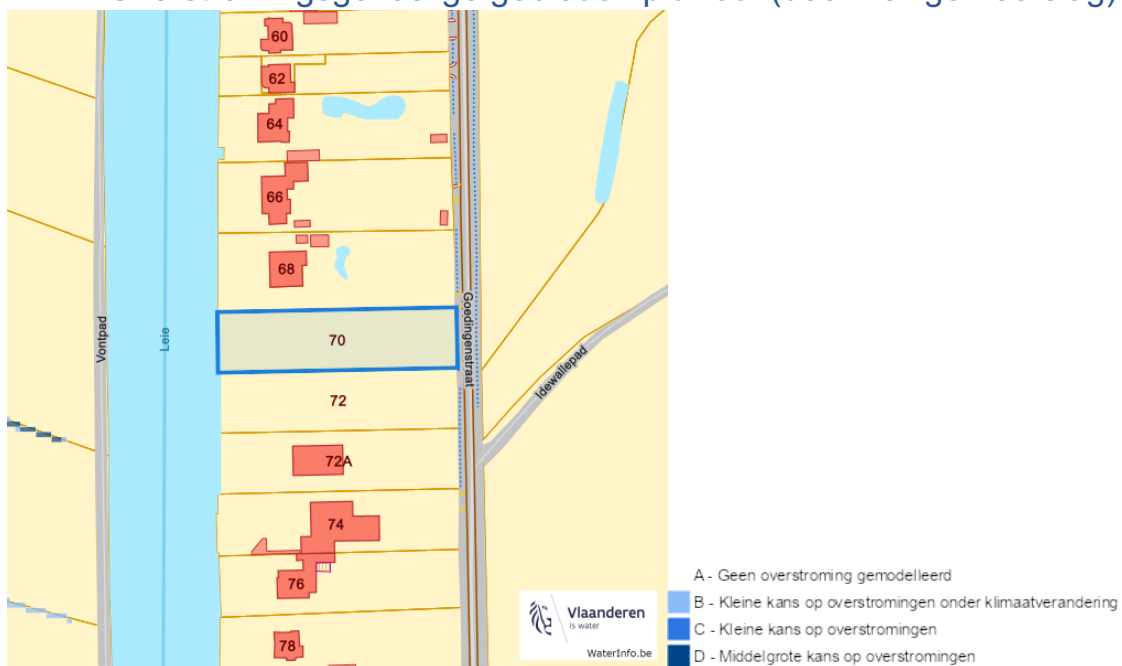 60
62
64
66
68
Goedingenstraat
Vontpad
Leie
70
Idewallepad
72
72A
74
76
78
Vlaanderen
is water
WaterInfo.be
A - Geen overstroming gemodelleerd
B - Kleine kans op overstromingen onder klimaatverandering
C - Kleine kans op overstromingen
D - Middelgrote kans op overstromingen